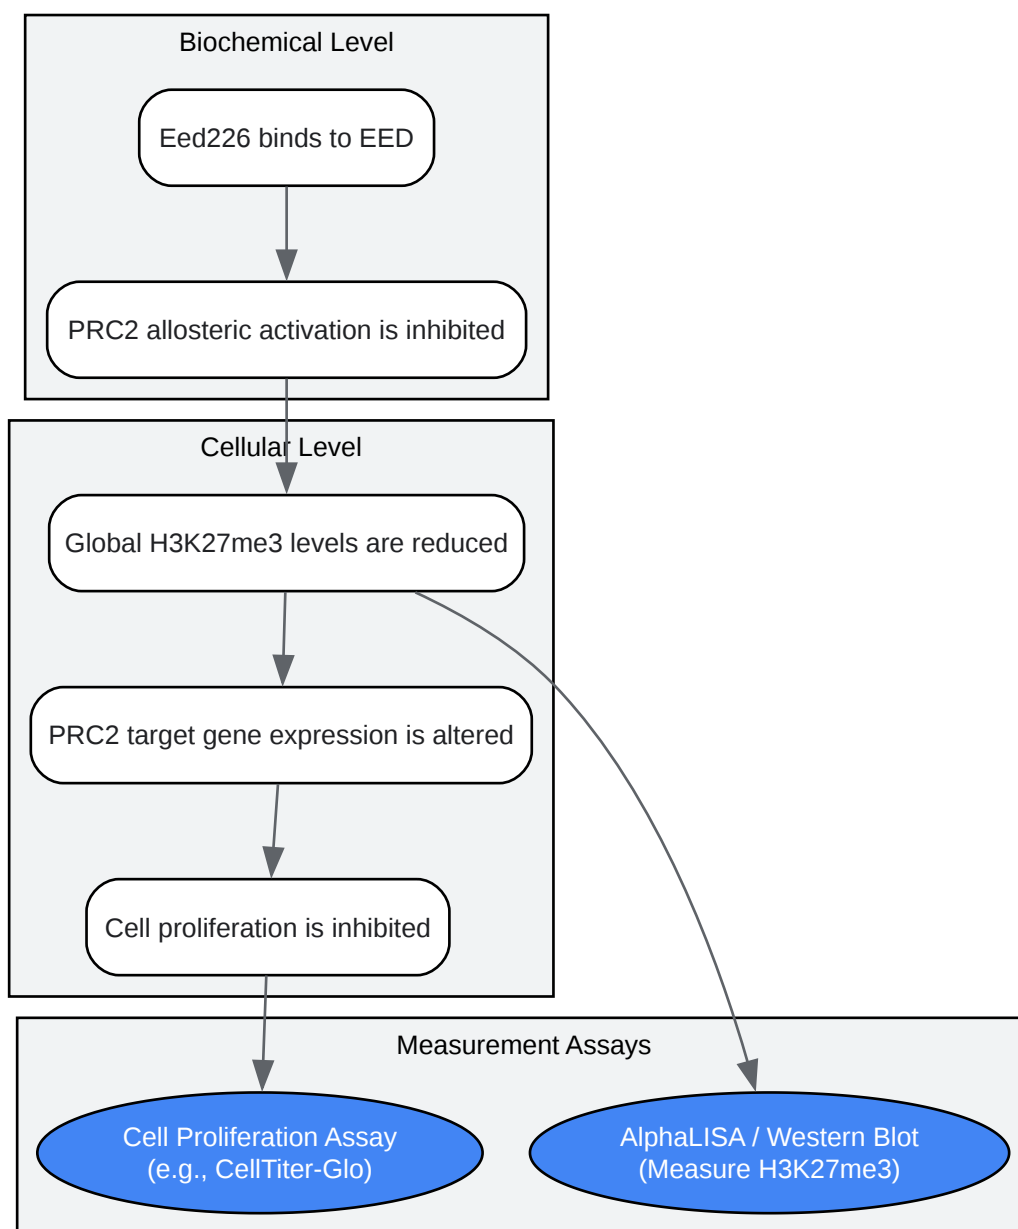 Biochemical Level
Eed226 binds to EED
PRC2 allosteric activation is inhibited
Cellular Level
Global H3K27me3 levels are reduced
PRC2 target gene expression is altered
Cell proliferation is inhibited
Measurement Assays
Cell Proliferation Assay
(e.g., CellTiter-Glo)
AlphaLISA / Western Blot
(Measure H3K27me3)